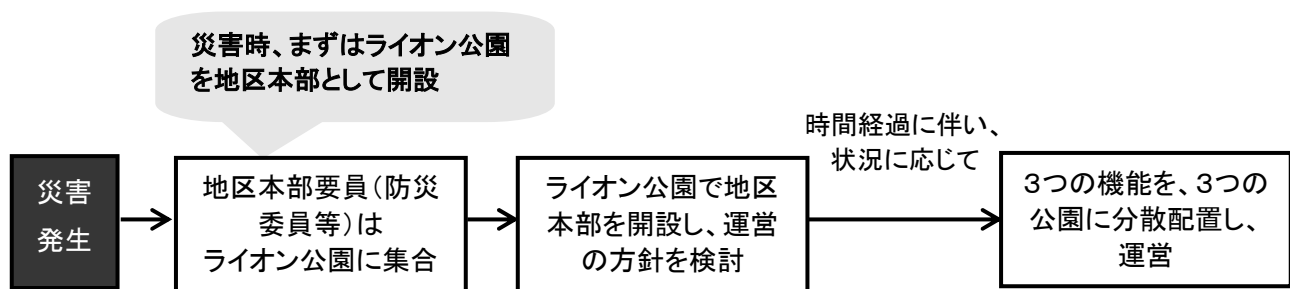 災害時、まずはライオン公園
を地区本部として開設
災害
発生
地区本部要員（防災
委員等）は
ライオン公園に集合
ライオン公園で地区
本部を開設し、運営
の方針を検討
時間経過に伴い、
状況に応じて
３つの機能を、３つの
公園に分散配置し、
運営